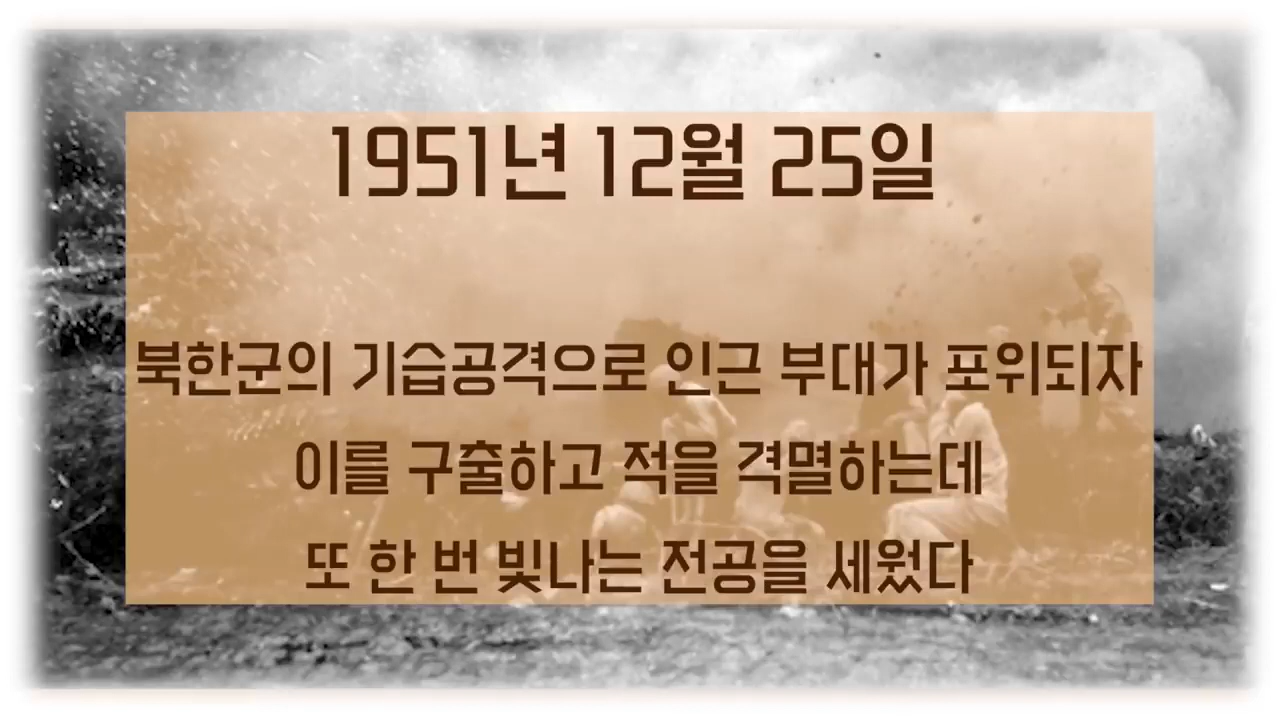 1951년 12월 25일
북한군의 기습공격으로 인근 부대가 포위되자
이를 구출하고 적을 격멸하는데
또 한 번 빛나는 전공을 세웠다